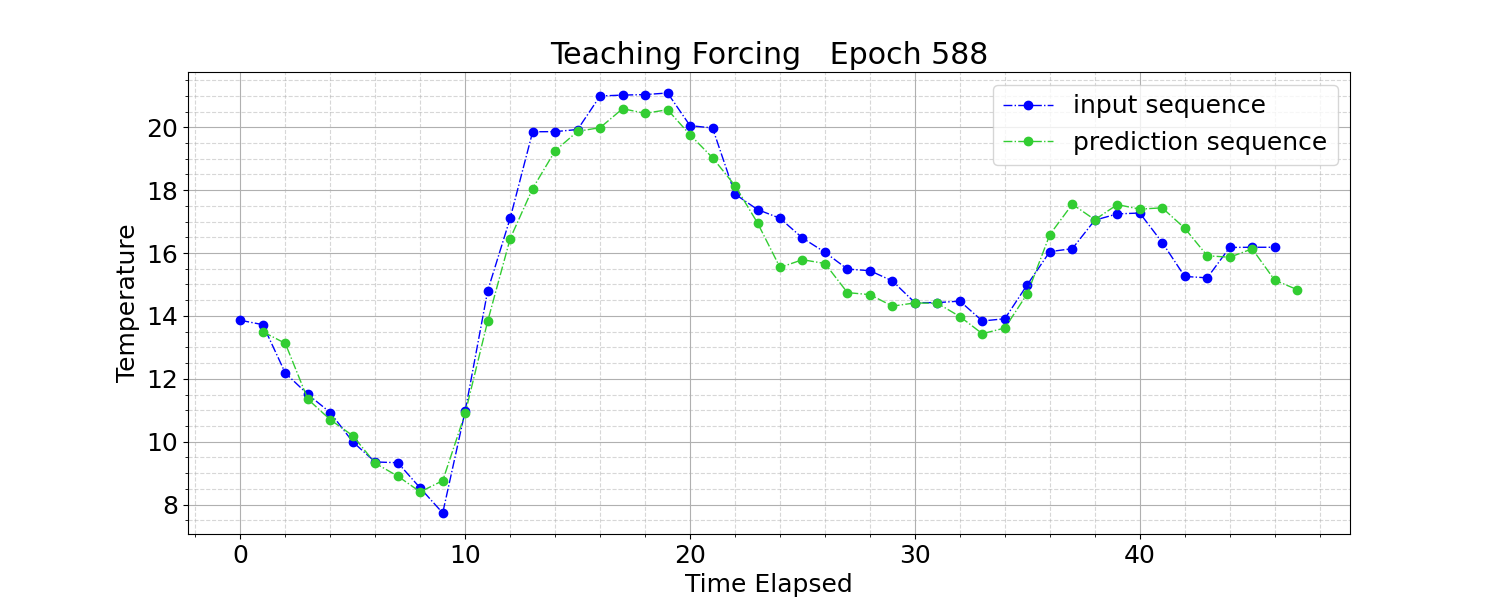 Teaching Forcing   Epoch 588
input sequence
prediction sequence
Temperature
20
18
16
14
12
10
8
0 10 20 30 40
Time Elapsed